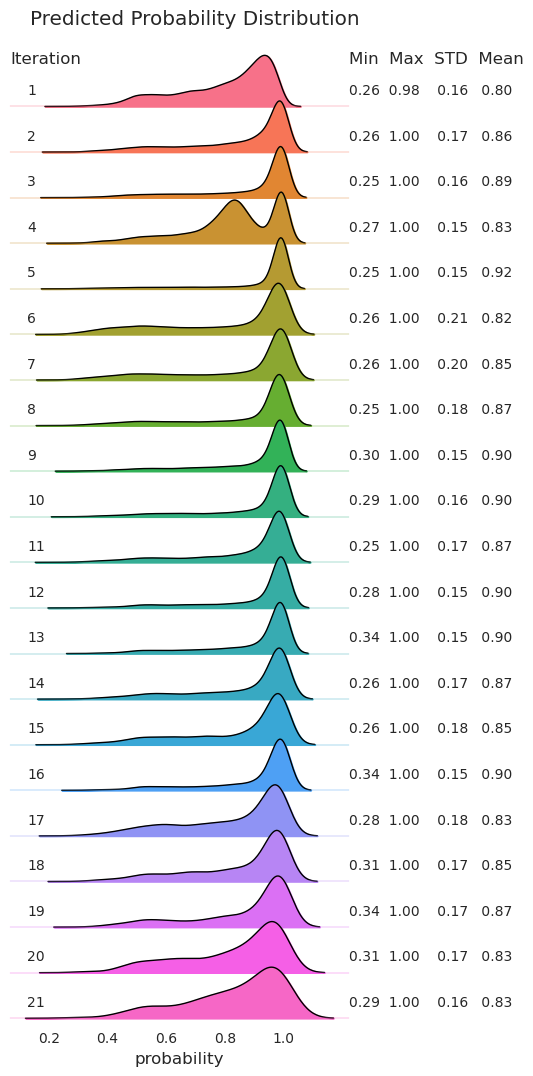 Predicted Probability Distribution
Iteration Min Max STD Mean
1 0.26 0.98 0.16 0.80
2 0.26 1.00 0.17 0.86
3 0.25 1.00 0.16 0.89
4 0.27 1.00 0.15 0.83
5 0.25 1.00 0.15 0.92
6 0.26 1.00 0.21 0.82
7 0.26 1.00 0.20 0.85
8 0.25 1.00 0.18 0.87
9 0.30 1.00 0.15 0.90
10 0.29 1.00 0.16 0.90
11 0.25 1.00 0.17 0.87
12 0.28 1.00 0.15 0.90
13 0.34 1.00 0.15 0.90
14 0.26 1.00 0.17 0.87
15 0.26 1.00 0.18 0.85
16 0.34 1.00 0.15 0.90
17 0.28 1.00 0.18 0.83
18 0.31 1.00 0.17 0.85
19 0.34 1.00 0.17 0.87
20 0.31 1.00 0.17 0.83
21 0.29 1.00 0.16 0.83
0.2 0.4 0.6 0.8 1.0
probability